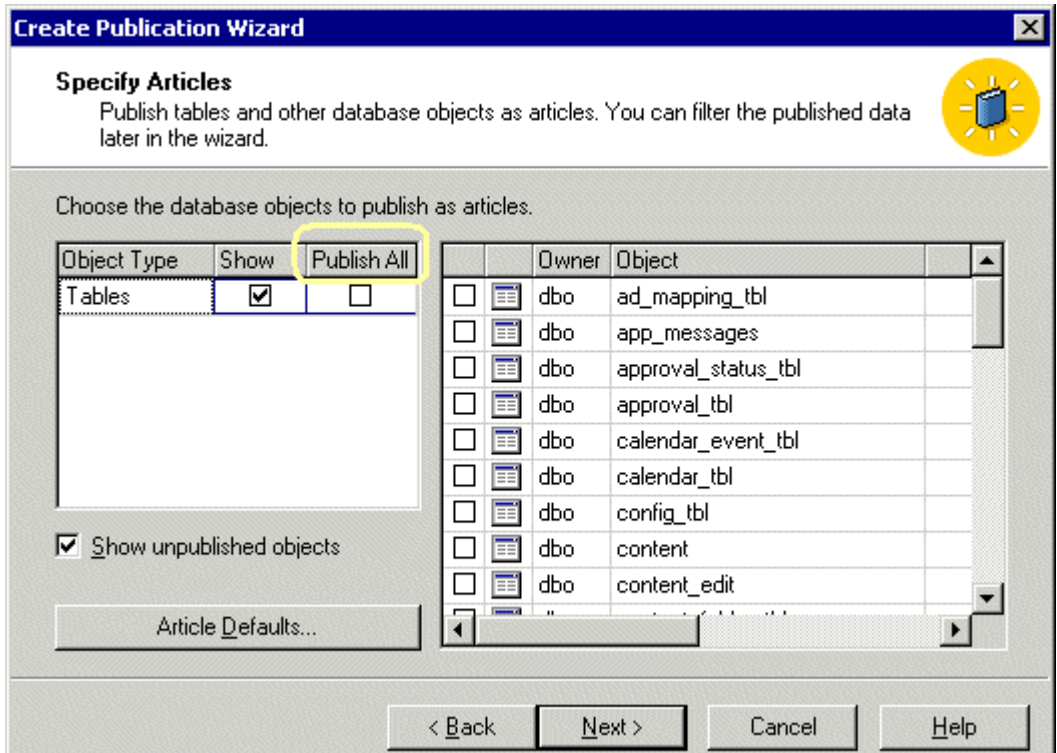 Create Publication Wizard
Specify Articles
Publish tables and other database objects as articles. You can filter the published data
later in the wizard.
Choose the database objects to publish as articles.
Object Type Show Publish All
Tables
Owner Object
dbo ad_mapping_tbl
dbo app_messages
dbo approval_status_tbl
dbo approval_tbl
dbo calendar_event_tbl
dbo calendar_tbl
dbo config_tbl
dbo content
dbo content_edit
Show unpublished objects
Article Defaults...
< Back Next > Cancel Help